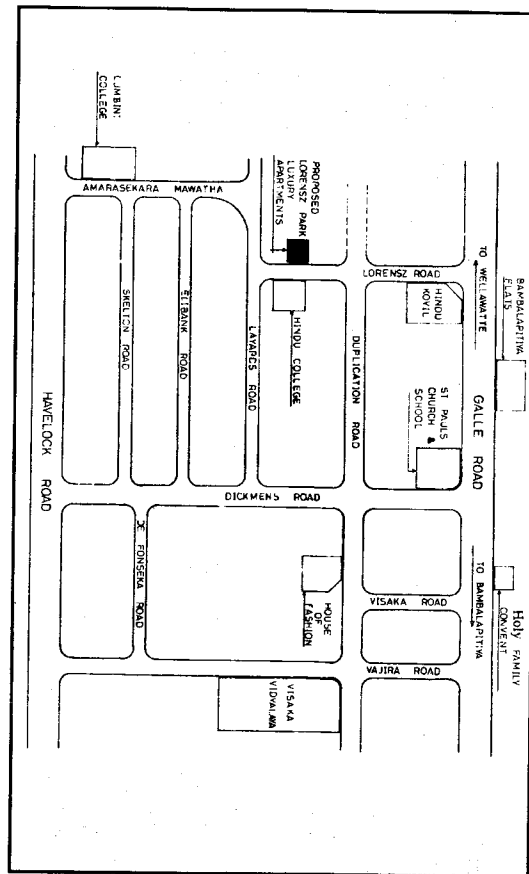 LUMBINI
COLLEGE
AMARASEKARA MAWATHA
PROPOSED
LORENSZ PARK
LUXURY
APARTMENTS
LORENSZ ROAD
TO WELLAWATTE
BAMBALAPITIYA
FLATS
HINDU
KOVIL
HINDU COLLEGE
ST PAULS
CHURCH &
SCHOOL
GALLE ROAD
DUPLICATION ROAD
LAYARDS ROAD
ELIBANK ROAD
SKELTON ROAD
HAVELOCK ROAD
DICKMENS ROAD
DE FONSEKA ROAD
HOUSE
OF
FASHION
VISAKA ROAD
TO BAMBALAPITIYA
Holy FAMILY
CONVENT
VAJIRA ROAD
VISAKA
VIDYALAYA